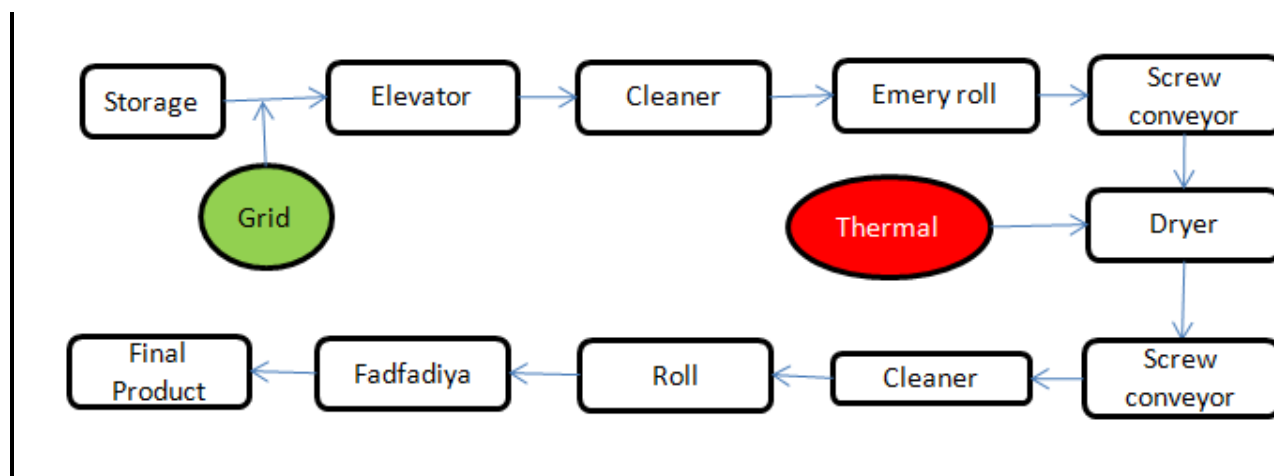 Storage
Elevator
Cleaner
Emery roll
Screw
conveyor
Grid
Thermal
Dryer
Final
Product
Fadfadiya
Roll
Cleaner
Screw
conveyor